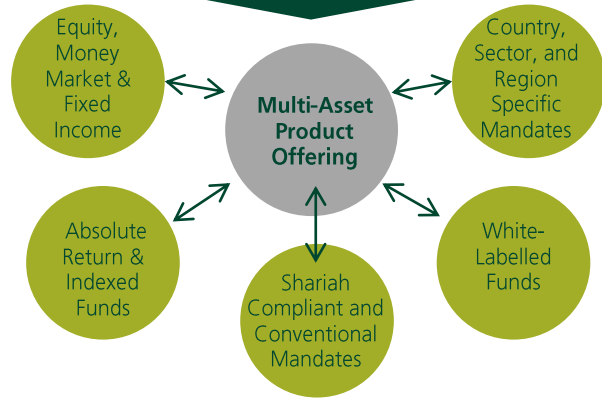 Equity,
Money
Market &
Fixed
Income
Country,
Sector, and
Region
Specific
Mandates
Multi-Asset
Product
Offering
Absolute
Return &
Indexed
Funds
White-
Labelled
Funds
Shariah
Compliant and
Conventional
Mandates